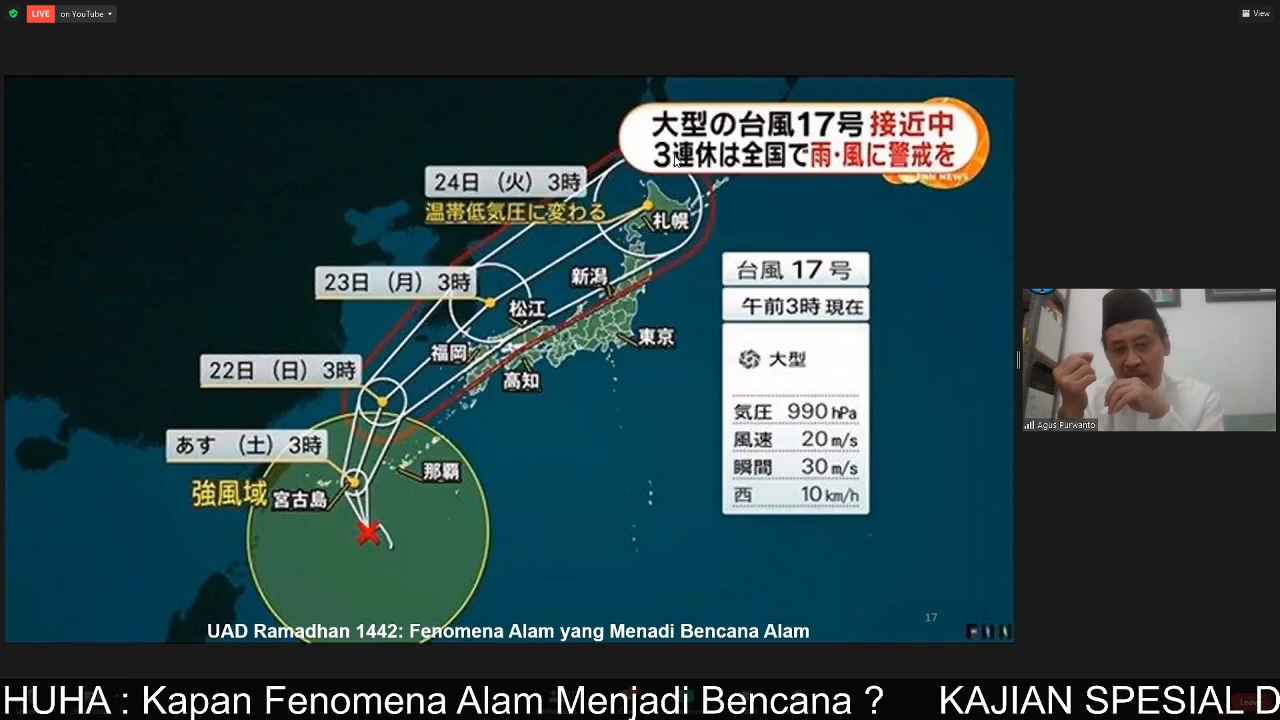 LIVE on YouTube
View
大型の台風17号 接近中
3連休は全国で雨・風に警戒を
FNN NEWS
24日（火）3時
温帯低気圧に変わる
札幌
23日（月）3時
新潟
松江
東京
福岡
高知
22日（日）3時
あす（土）3時
那覇
強風域
宮古島
台風 17 号
午前3時現在
大型
気圧 990 hPa
風速 20 m/s
瞬間 30 m/s
西 10 km/h
Agus Purwanto
17
FNN
UAD Ramadhan 1442: Fenomena Alam yang Menadi Bencana Alam
HUHA : Kapan Fenomena Alam Menjadi Bencana ? KAJIAN SPESIAL D